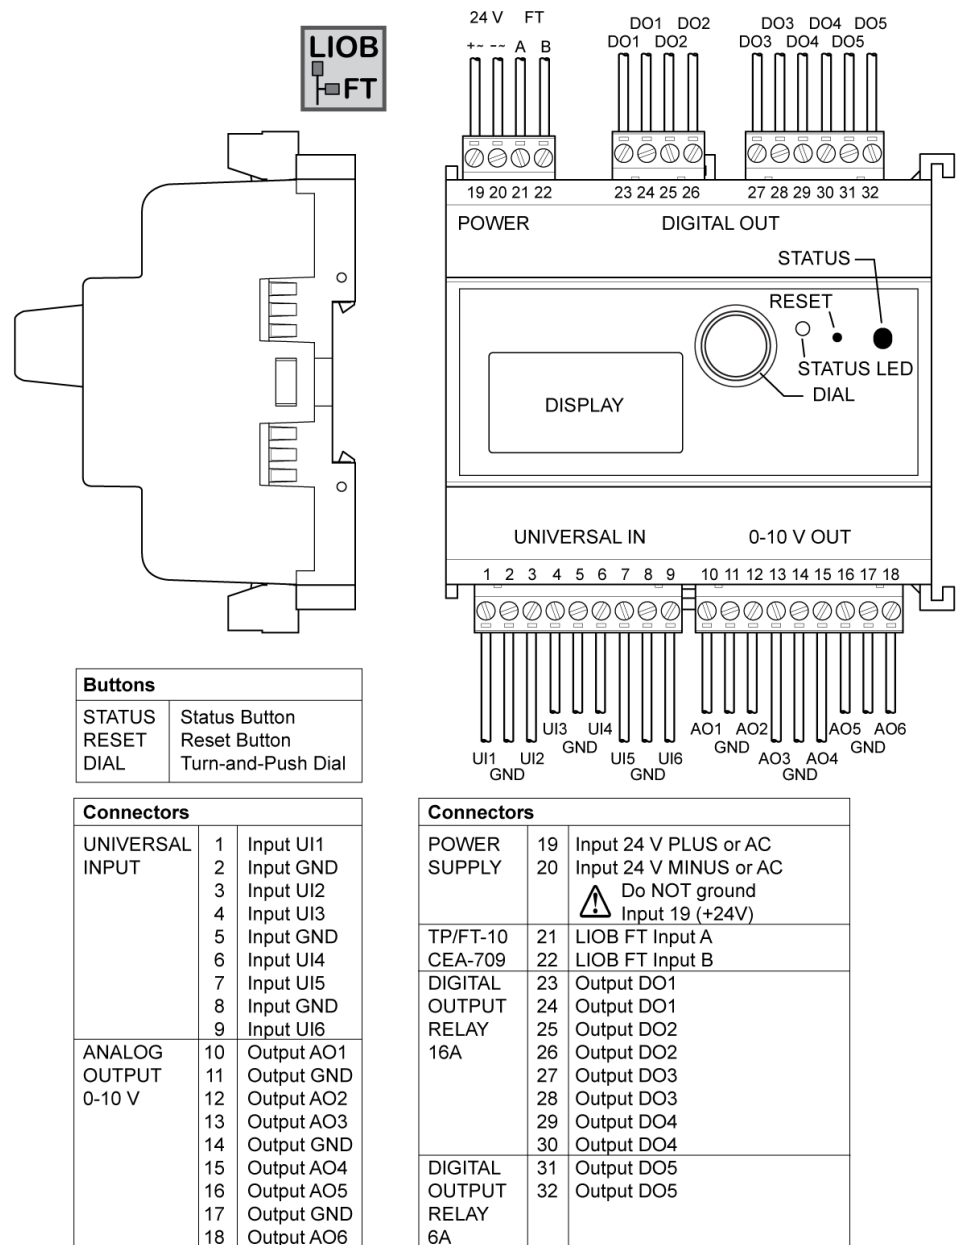 LIOB
FT
24 V FT
+~ -~ A B
DO1 DO2
DO1 DO2
DO3 DO4 DO5
DO3 DO4 DO5
19 20 21 22
23 24 25 26
27 28 29 30 31 32
POWER
DIGITAL OUT
STATUS
RESET
STATUS LED
DIAL
DISPLAY
UNIVERSAL IN
0-10 V OUT
1 2 3 4 5 6 7 8 9
10 11 12 13 14 15 16 17 18
UI3 UI4
GND
UI1 UI2 UI5 UI6
GND GND
AO1 AO2 AO5 AO6
GND GND
AO3 AO4
GND
Buttons
STATUS Status Button
RESET Reset Button
DIAL Turn-and-Push Dial
Connectors
UNIVERSAL 1 Input UI1
INPUT 2 Input GND
3 Input UI2
4 Input UI3
5 Input GND
6 Input UI4
7 Input UI5
8 Input GND
9 Input UI6
ANALOG 10 Output AO1
OUTPUT 11 Output GND
0-10 V 12 Output AO2
13 Output AO3
14 Output GND
15 Output AO4
16 Output AO5
17 Output GND
18 Output AO6
Connectors
POWER 19 Input 24 V PLUS or AC
SUPPLY 20 Input 24 V MINUS or AC
Do NOT ground
Input 19 (+24V)
TP/FT-10 21 LIOB FT Input A
CEA-709 22 LIOB FT Input B
DIGITAL 23 Output DO1
OUTPUT 24 Output DO1
RELAY 25 Output DO2
16A 26 Output DO2
27 Output DO3
28 Output DO3
29 Output DO4
30 Output DO4
DIGITAL 31 Output DO5
OUTPUT 32 Output DO5
RELAY
6A